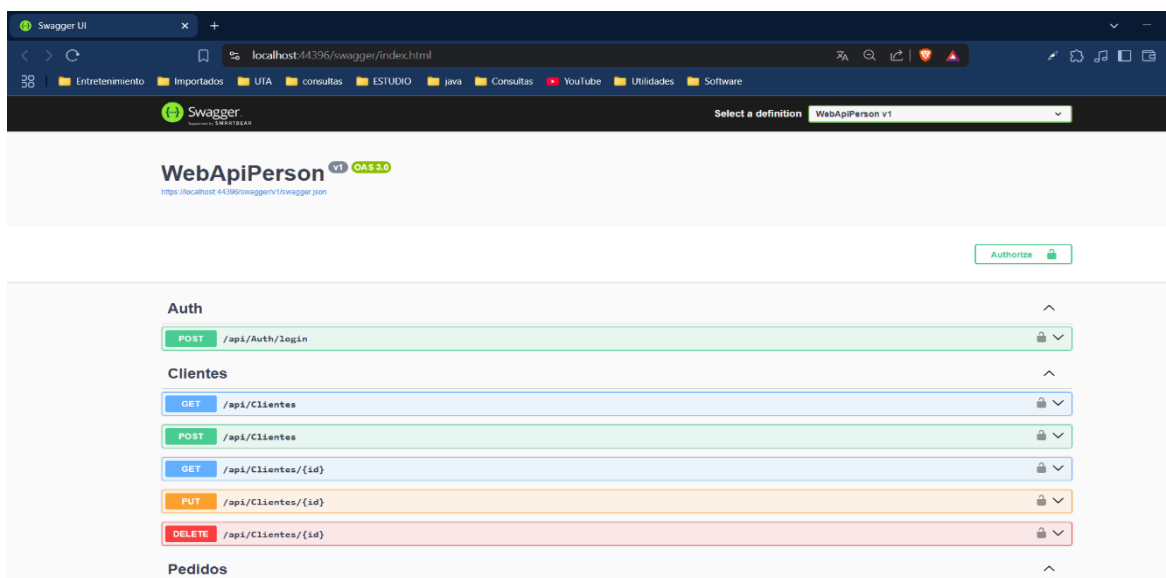 Swagger UI
localhost:44396/swagger/index.html
Entretenimiento Importados UTA consultas ESTUDIO java Consultas YouTube Utilidades Software
Swagger. Select a definition WebApiPerson v1
Supported by SMARTBEAR
WebApiPerson v1 OAS 3.0
https://localhost:44396/swagger/v1/swagger.json
Authorize
Auth
POST /api/Auth/login
Clientes
GET /api/Clientes
POST /api/Clientes
GET /api/Clientes/{id}
PUT /api/Clientes/{id}
DELETE /api/Clientes/{id}
Pedidos